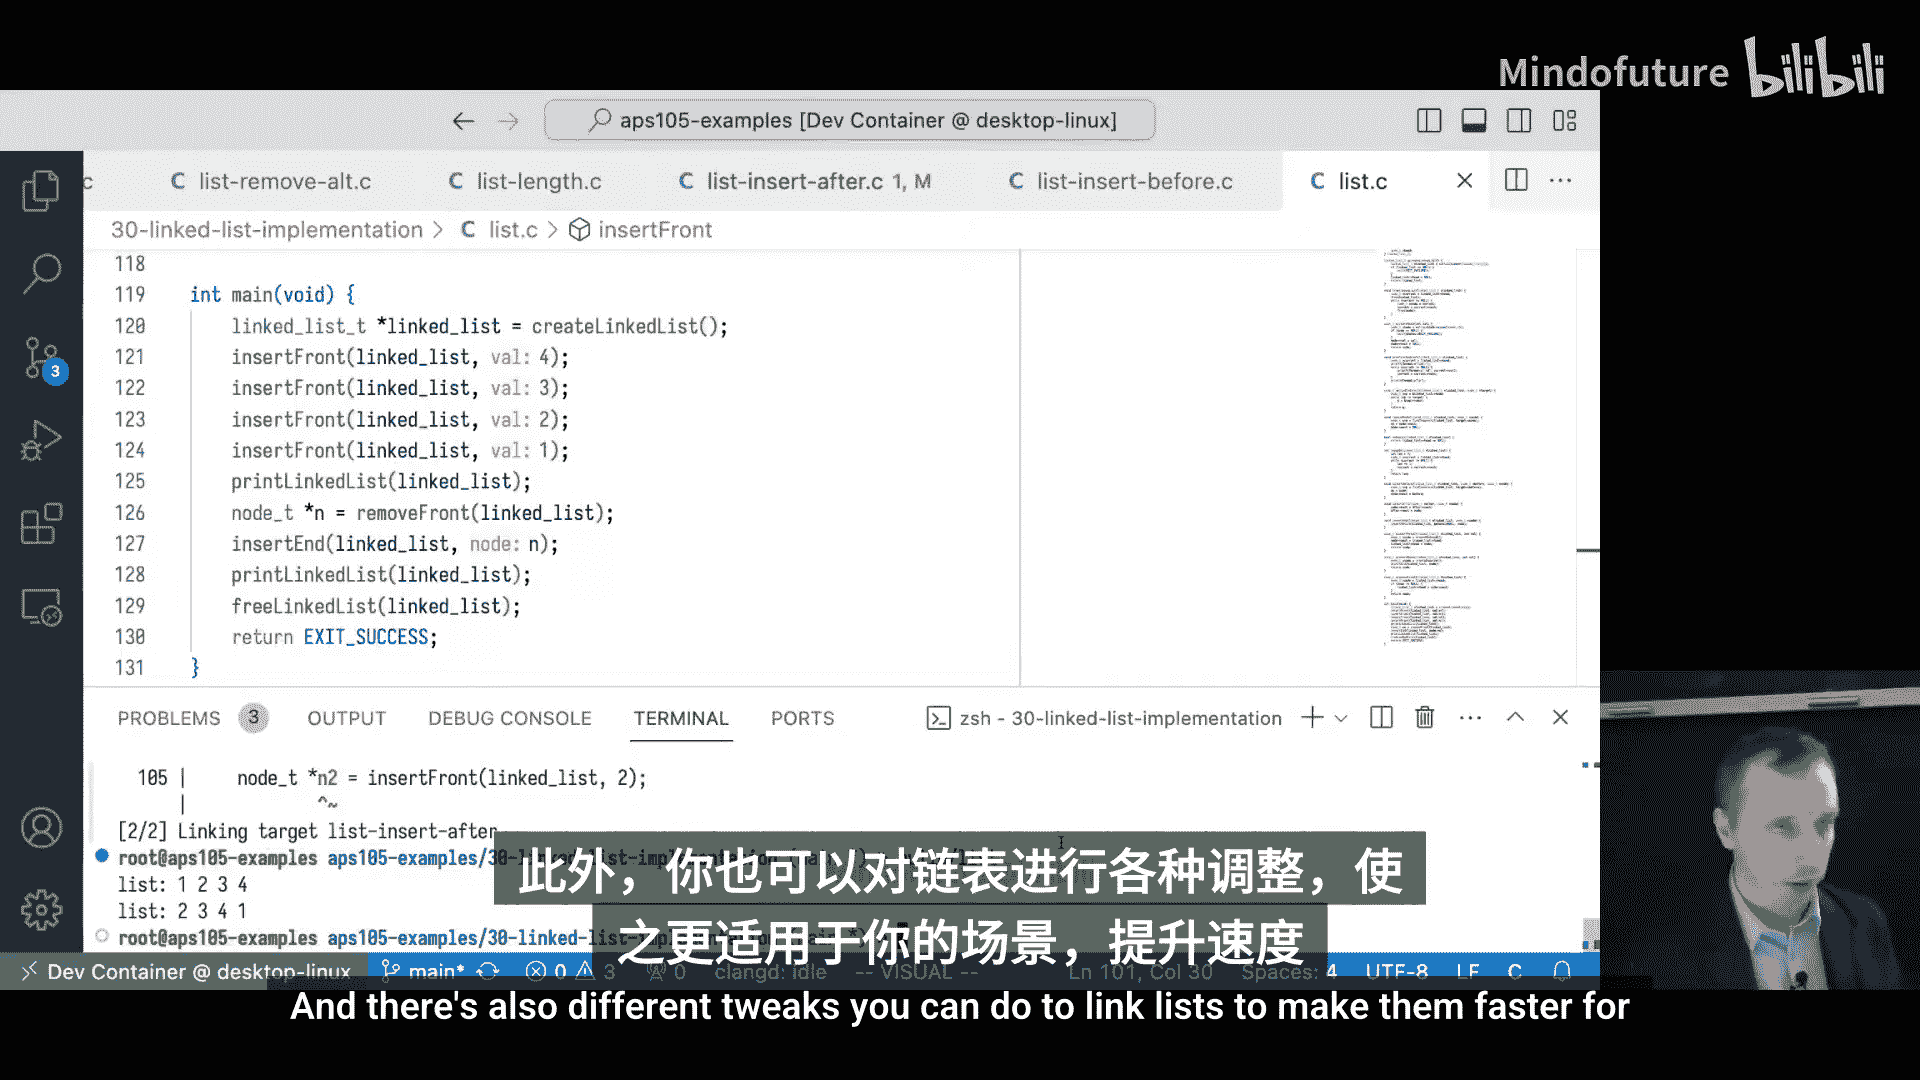 Mindofuture bilibili
aps105-examples [Dev Container @ desktop-linux]
c C list-remove-alt.c C list-length.c C list-insert-after.c 1, M C list-insert-before.c C list.c
30-linked-list-implementation > C list.c > insertFront
118
119 int main(void) {
120 linked_list_t *linked_list = createLinkedList();
121 insertFront(linked_list, val: 4);
122 insertFront(linked_list, val: 3);
123 insertFront(linked_list, val: 2);
124 insertFront(linked_list, val: 1);
125 printLinkedList(linked_list);
126 node_t *n = removeFront(linked_list);
127 insertEnd(linked_list, node: n);
128 printLinkedList(linked_list);
129 freeLinkedList(linked_list);
130 return EXIT_SUCCESS;
131 }
3
PROBLEMS 3 OUTPUT DEBUG CONSOLE TERMINAL PORTS zsh - 30-linked-list-implementation
105 | node_t *n2 = insertFront(linked_list, 2);
| ^~
[2/2] Linking target list-insert-after
root@aps105-examples aps105-examples/30-linked-list-implementation
list: 1 2 3 4
list: 2 3 4 1
root@aps105-examples aps105-examples/30-linked-list-implementation
此外，你也可以对链表进行各种调整，使
之更适用于你的场景，提升速度
Dev Container @ desktop-linux main* 0 3 0 clangd: idle -- VISUAL -- Ln 101, Col 30 Spaces: 4 UTF-8 LF C
And there's also different tweaks you can do to link lists to make them faster for